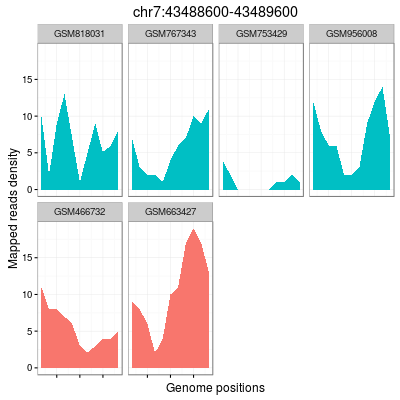 chr7:43488600-43489600
GSM818031 GSM767343 GSM753429 GSM956008
15
10
5
0
GSM466732 GSM663427
15
10
5
0
Mapped reads density
Genome positions